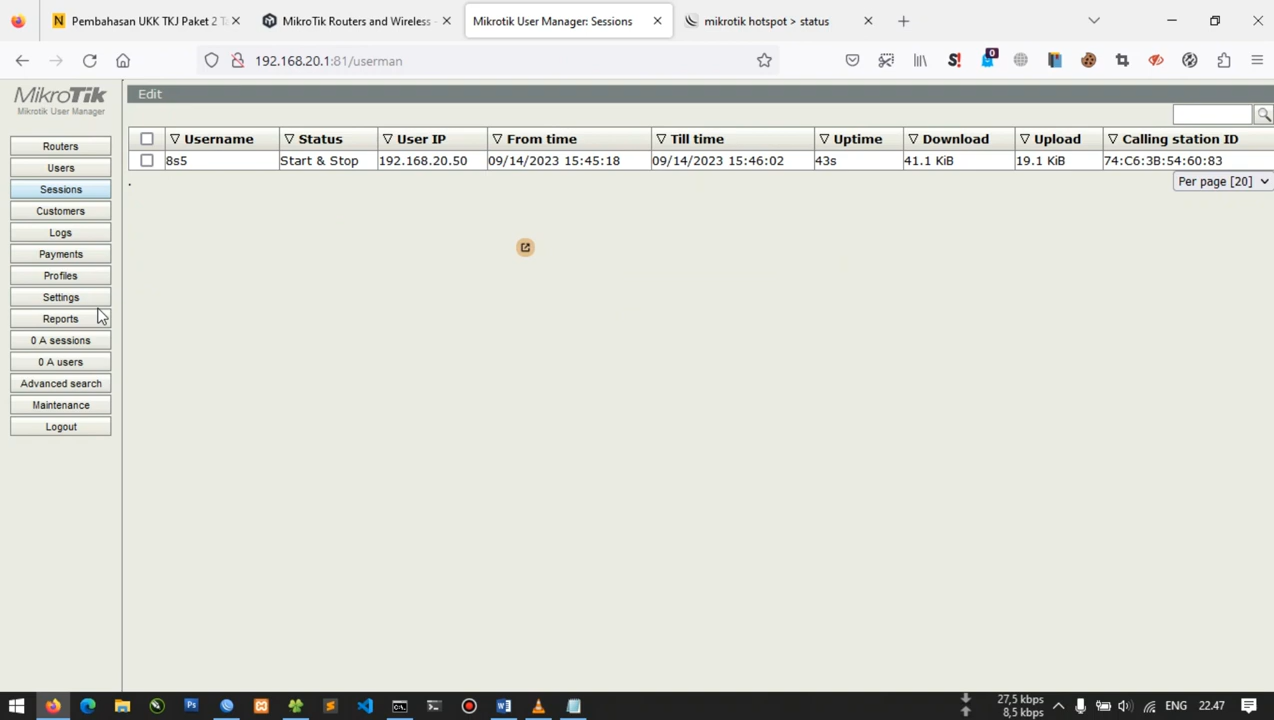 Pembahasan UKK TKJ Paket 2 T
MikroTik Routers and Wireless -
Mikrotik User Manager: Sessions
mikrotik hotspot > status
192.168.20.1:81/userman
0
MikroTik
Mikrotik User Manager
Edit
Username Status User IP From time Till time Uptime Download Upload Calling station ID
8s5 Start & Stop 192.168.20.50 09/14/2023 15:45:18 09/14/2023 15:46:02 43s 41.1 KiB 19.1 KiB 74:C6:3B:54:60:83
.
Per page [20]
Routers
Users
Sessions
Customers
Logs
Payments
Profiles
Settings
Reports
0 A sessions
0 A users
Advanced search
Maintenance
Logout
27,5 kbps
8,5 kbps
ENG
22.47